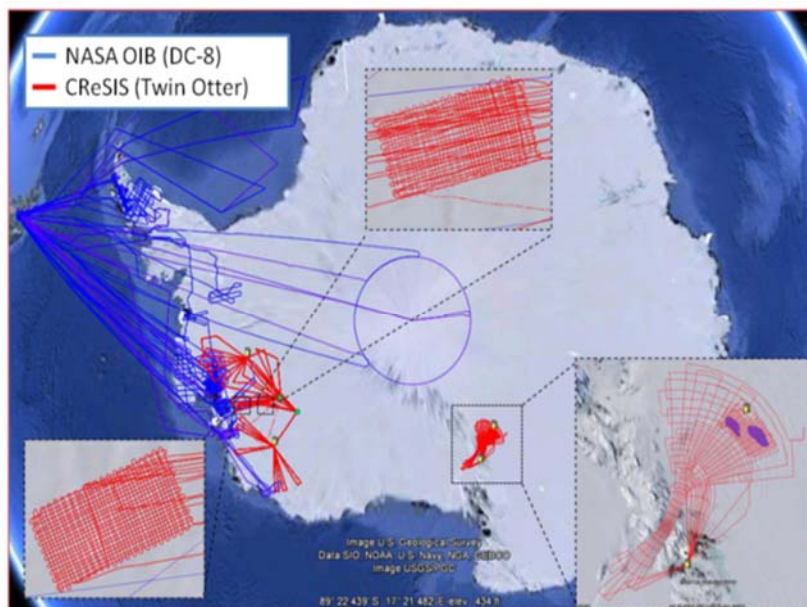 NASA OIB (DC-8)
CReSIS (Twin Otter)
Image U.S. Geological Survey
Data SIO, NOAA, U.S. Navy, NGA, GEBCO
Image USGS/PGC
89°22'439"S 17°21'482"E elev 434 ft